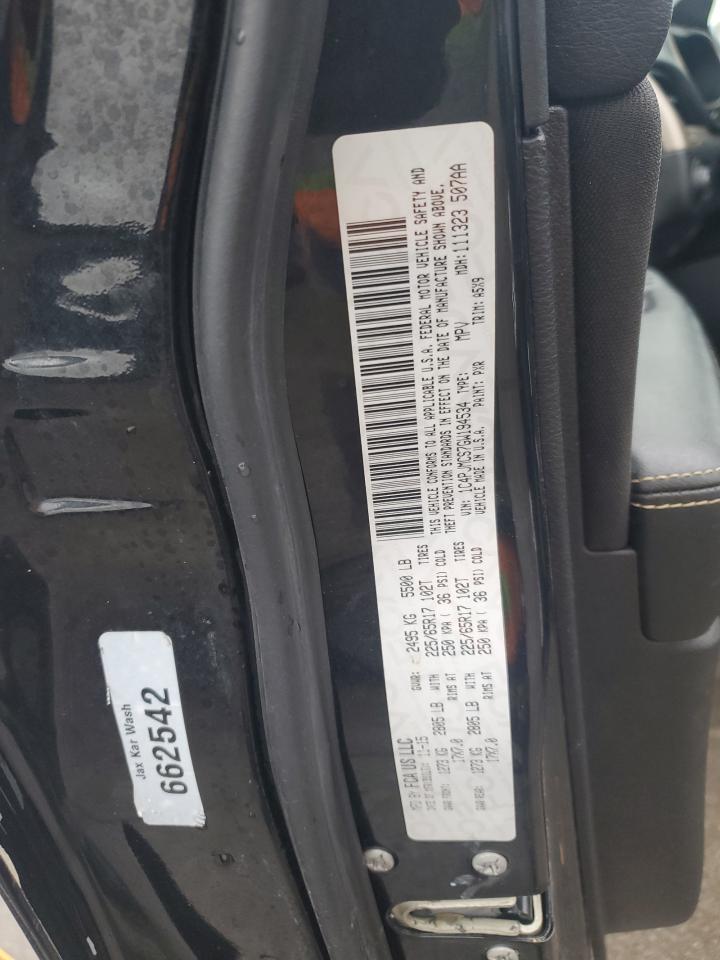 MFD BY: FCA US LLC
DATE OF MFR: 11-15
GVWR: 2495 KG 5500 LB
GAWR FRONT: 1273 KG 2805 LB WITH 225/65R17 102T TIRES
17X7.0 RIMS AT 250 KPA ( 36 PSI) COLD
GAWR REAR: 1273 KG 2805 LB WITH 225/65R17 102T TIRES
17X7.0 RIMS AT 250 KPA ( 36 PSI) COLD
THIS VEHICLE CONFORMS TO ALL APPLICABLE U.S.A. FEDERAL MOTOR VEHICLE SAFETY AND
THEFT PREVENTION STANDARDS IN EFFECT ON THE DATE OF MANUFACTURE SHOWN ABOVE.
VIN: 1C4PJMCS7GW194534 TYPE: MPV MDH: 111323 507AA
VEHICLE MADE IN U.S.A. PAINT: PXR TRIM: A5X9
Jax Kar Wash
662542